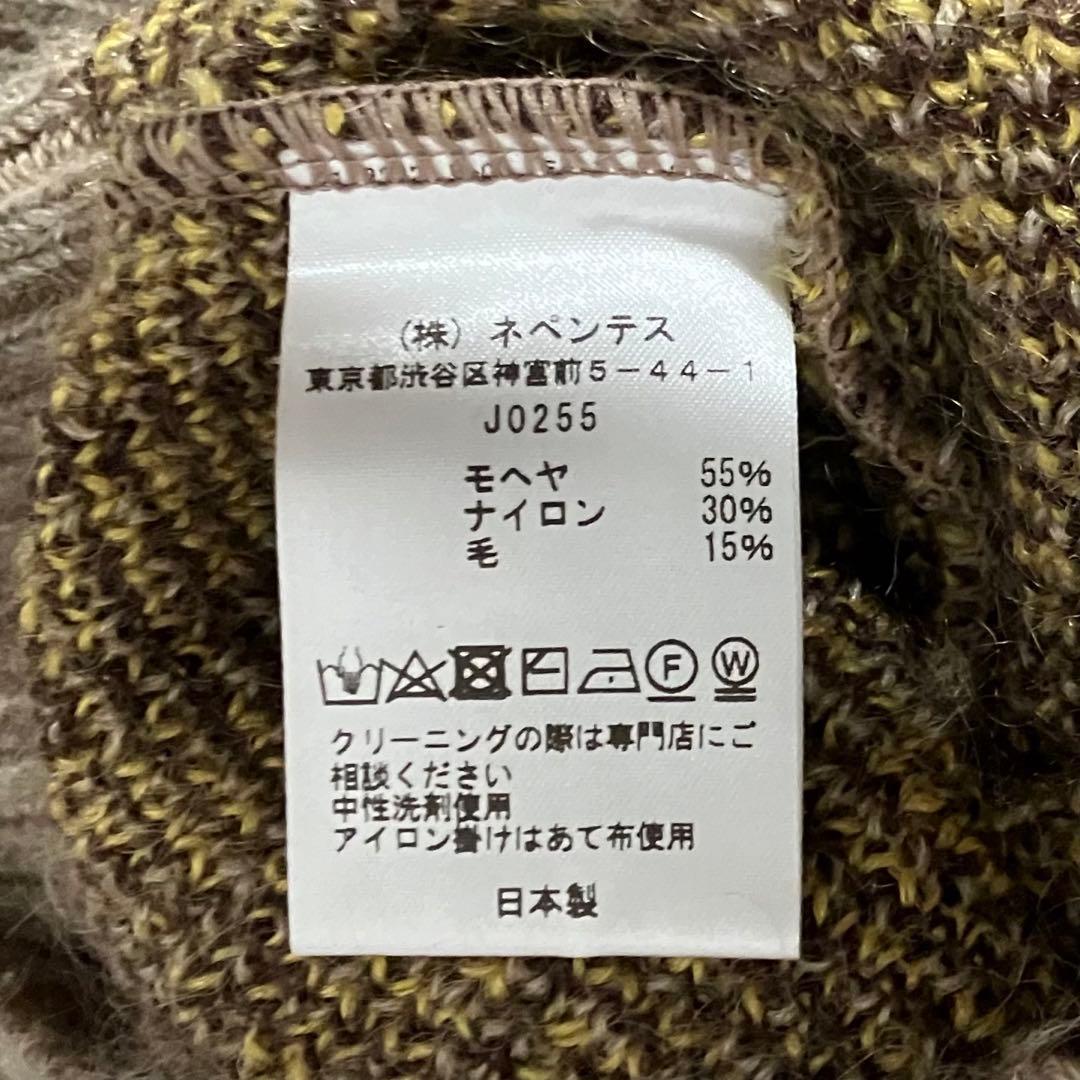 (株) ネペンテス
東京都渋谷区神宮前5-44-1
J0255
モヘヤ 55%
ナイロン 30%
毛 15%
F W
クリーニングの際は専門店にご
相談ください
中性洗剤使用
アイロン掛けはあて布使用
日本製